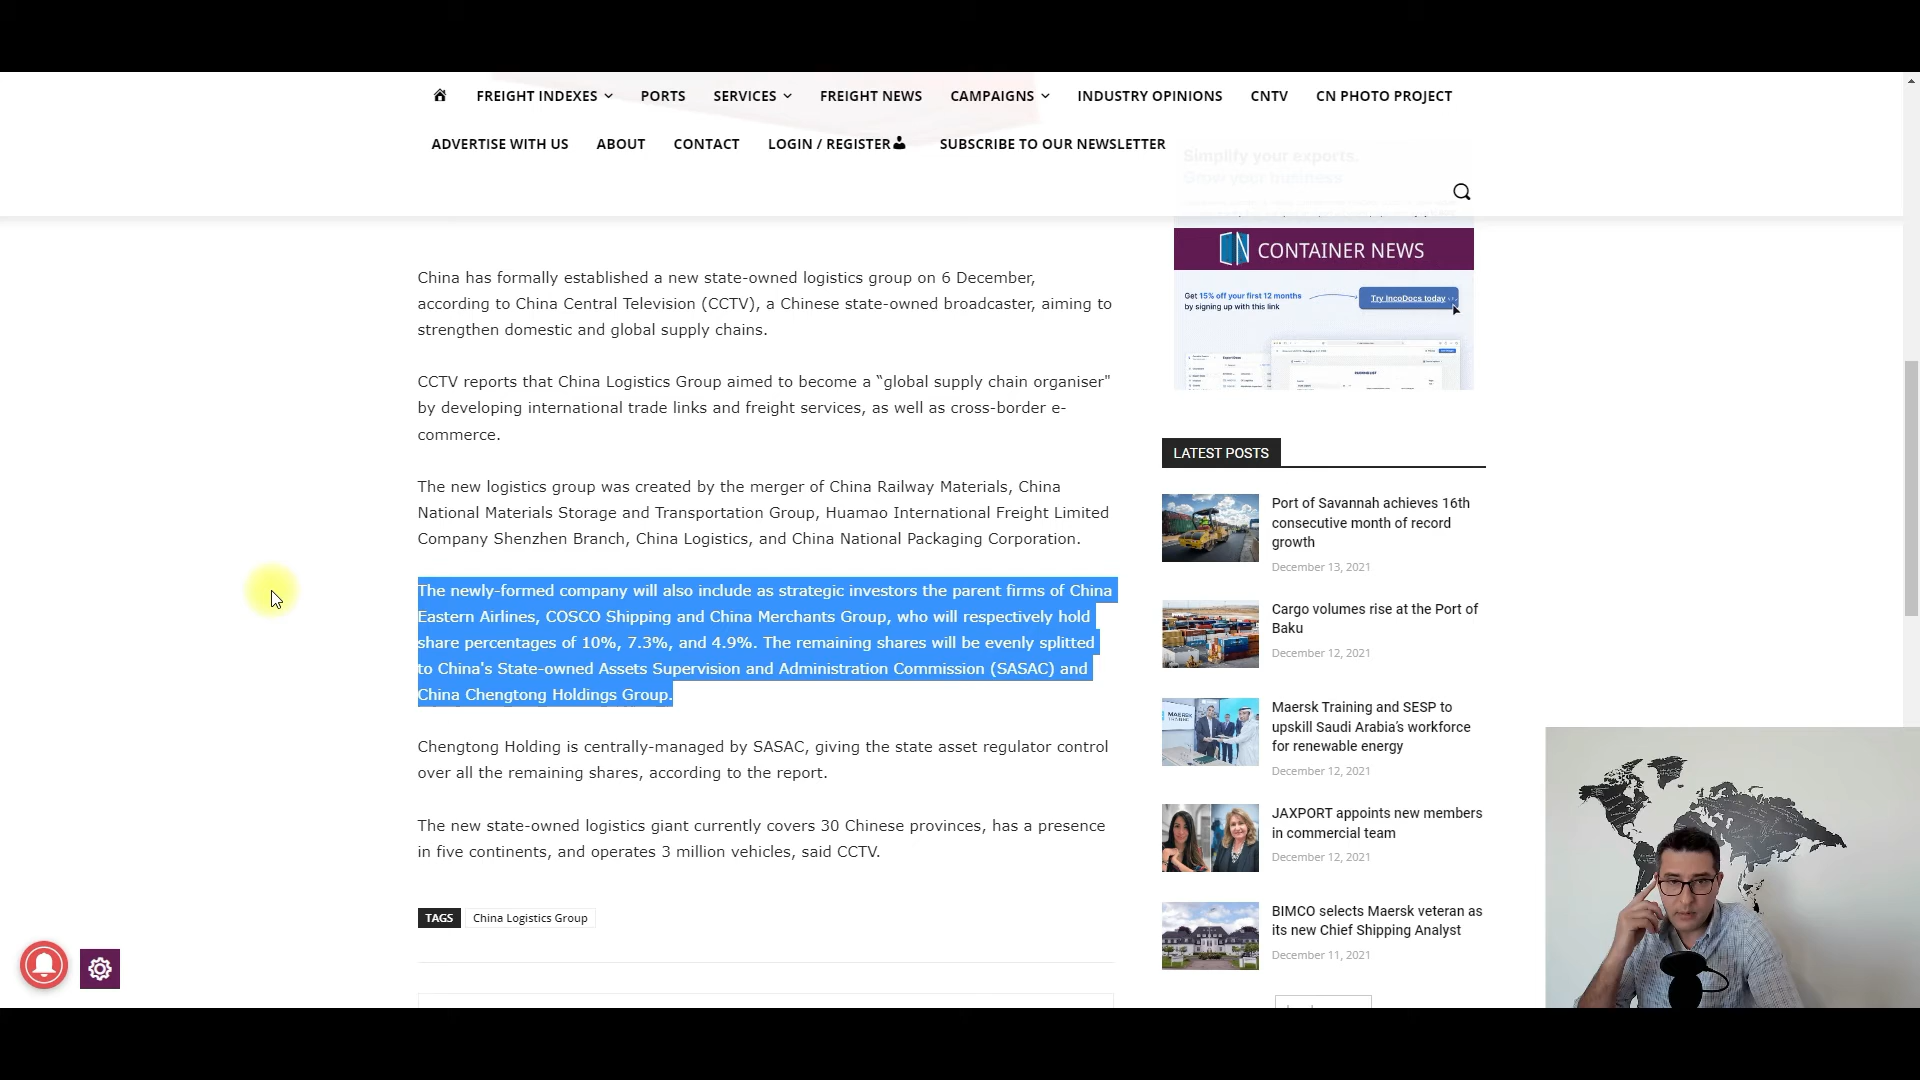 FREIGHT INDEXES
PORTS
SERVICES
FREIGHT NEWS
CAMPAIGNS
INDUSTRY OPINIONS
CNTV
CN PHOTO PROJECT
ADVERTISE WITH US
ABOUT
CONTACT
LOGIN / REGISTER
SUBSCRIBE TO OUR NEWSLETTER
Simplify your exports.
Grow your business
China has formally established a new state-owned logistics group on 6 December,
according to China Central Television (CCTV), a Chinese state-owned broadcaster, aiming to
strengthen domestic and global supply chains.
CCTV reports that China Logistics Group aimed to become a “global supply chain organiser"
by developing international trade links and freight services, as well as cross-border e-
commerce.
The new logistics group was created by the merger of China Railway Materials, China
National Materials Storage and Transportation Group, Huamao International Freight Limited
Company Shenzhen Branch, China Logistics, and China National Packaging Corporation.
The newly-formed company will also include as strategic investors the parent firms of China
Eastern Airlines, COSCO Shipping and China Merchants Group, who will respectively hold
share percentages of 10%, 7.3%, and 4.9%. The remaining shares will be evenly splitted
to China's State-owned Assets Supervision and Administration Commission (SASAC) and
China Chengtong Holdings Group.
Chengtong Holding is centrally-managed by SASAC, giving the state asset regulator control
over all the remaining shares, according to the report.
The new state-owned logistics giant currently covers 30 Chinese provinces, has a presence
in five continents, and operates 3 million vehicles, said CCTV.
TAGS
China Logistics Group
CN CONTAINER NEWS
Get 15% off your first 12 months
by signing up with this link
Try IncoDocs today
LATEST POSTS
Port of Savannah achieves 16th
consecutive month of record
growth
December 13, 2021
Cargo volumes rise at the Port of
Baku
December 12, 2021
Maersk Training and SESP to
upskill Saudi Arabia’s workforce
for renewable energy
December 12, 2021
JAXPORT appoints new members
in commercial team
December 12, 2021
BIMCO selects Maersk veteran as
its new Chief Shipping Analyst
December 11, 2021